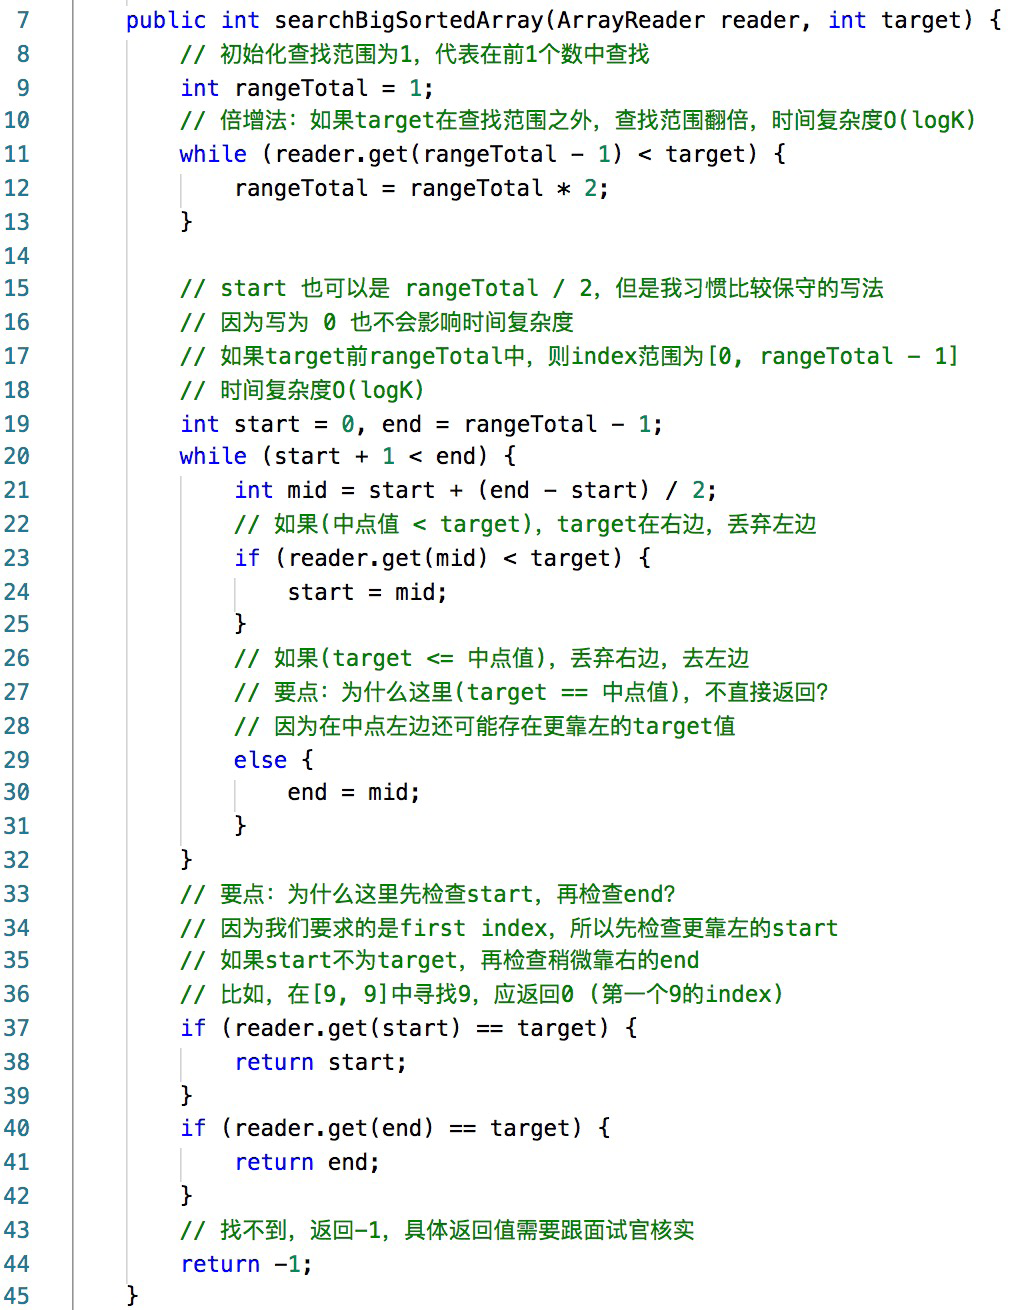 7 public int searchBigSortedArray(ArrayReader reader, int target) {
8 // 初始化查找范围为1，代表在前1个数中查找
9 int rangeTotal = 1;
10 // 倍增法：如果target在查找范围之外，查找范围翻倍，时间复杂度O(logK)
11 while (reader.get(rangeTotal - 1) < target) {
12 rangeTotal = rangeTotal * 2;
13 }
14
15 // start 也可以是 rangeTotal / 2，但是我习惯比较保守的写法
16 // 因为写为 0 也不会影响时间复杂度
17 // 如果target前rangeTotal中，则index范围为[0, rangeTotal - 1]
18 // 时间复杂度O(logK)
19 int start = 0, end = rangeTotal - 1;
20 while (start + 1 < end) {
21 int mid = start + (end - start) / 2;
22 // 如果(中点值 < target)，target在右边，丢弃左边
23 if (reader.get(mid) < target) {
24 start = mid;
25 }
26 // 如果(target <= 中点值)，丢弃右边，去左边
27 // 要点：为什么这里(target == 中点值)，不直接返回？
28 // 因为在中点左边还可能存在更靠左的target值
29 else {
30 end = mid;
31 }
32 }
33 // 要点：为什么这里先检查start，再检查end？
34 // 因为我们要求的是first index，所以先检查更靠左的start
35 // 如果start不为target，再检查稍微靠右的end
36 // 比如，在[9, 9]中寻找9，应返回0 (第一个9的index)
37 if (reader.get(start) == target) {
38 return start;
39 }
40 if (reader.get(end) == target) {
41 return end;
42 }
43 // 找不到，返回-1，具体返回值需要跟面试官核实
44 return -1;
45 }